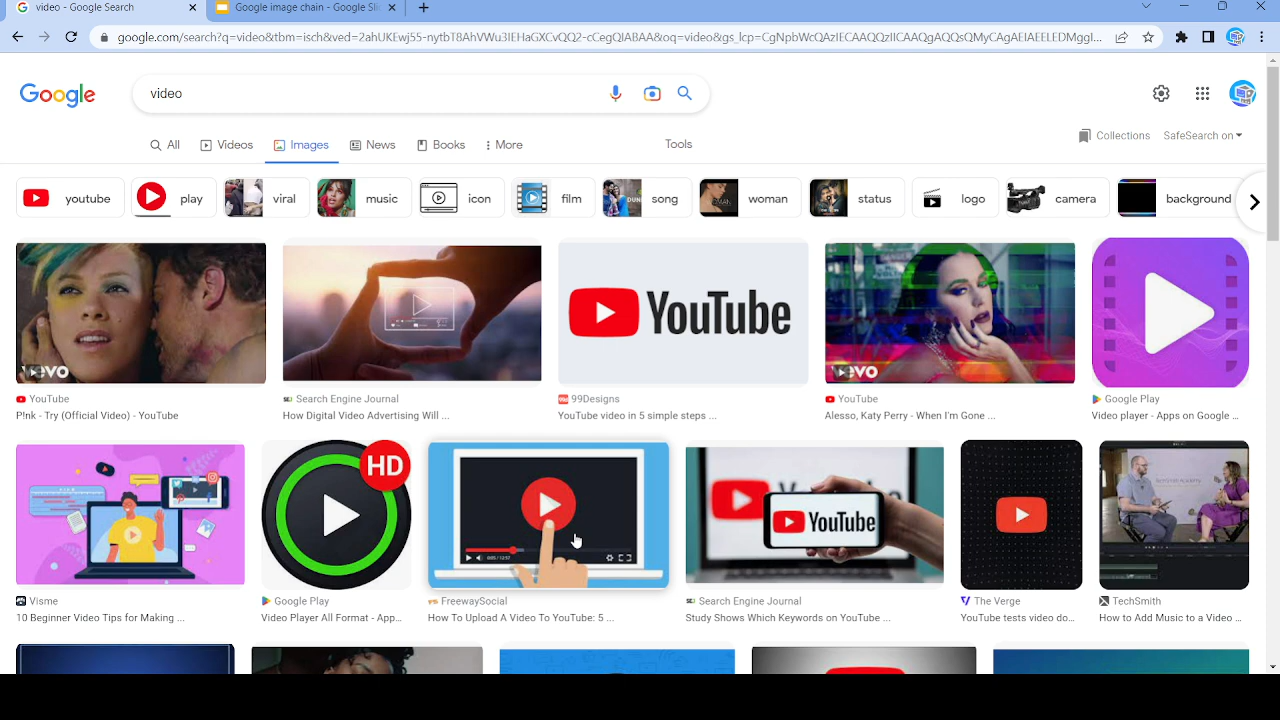 video - Google Search
Google image chain - Google Sli
google.com/search?q=video&tbm=isch&ved=2ahUKEwj55-nytbT8AhVWu3IEHaGXCvQQ2-cCegQIABAA&oq=video&gs_lcp=CgNpbWcQAzIECAAQQzIICAAQgAQQsQMyCAgAEIAEELEDMggI...
Google
video
All
Videos
Images
News
Books
More
Tools
Collections
SafeSearch on
youtube
play
viral
music
icon
film
song
woman
status
logo
camera
background
YouTube
YouTube
P!nk - Try (Official Video) - YouTube
Search Engine Journal
How Digital Video Advertising Will ...
99Designs
YouTube video in 5 simple steps ...
YouTube
Alesso, Katy Perry - When I'm Gone ...
Google Play
Video player - Apps on Google ...
HD
0:05 / 12:57
YouTube
Visme
10 Beginner Video Tips for Making ...
Google Play
Video Player All Format - App...
FreewaySocial
How To Upload A Video To YouTube: 5 ...
Search Engine Journal
Study Shows Which Keywords on YouTube ...
The Verge
YouTube tests video do...
TechSmith
How to Add Music to a Video ...